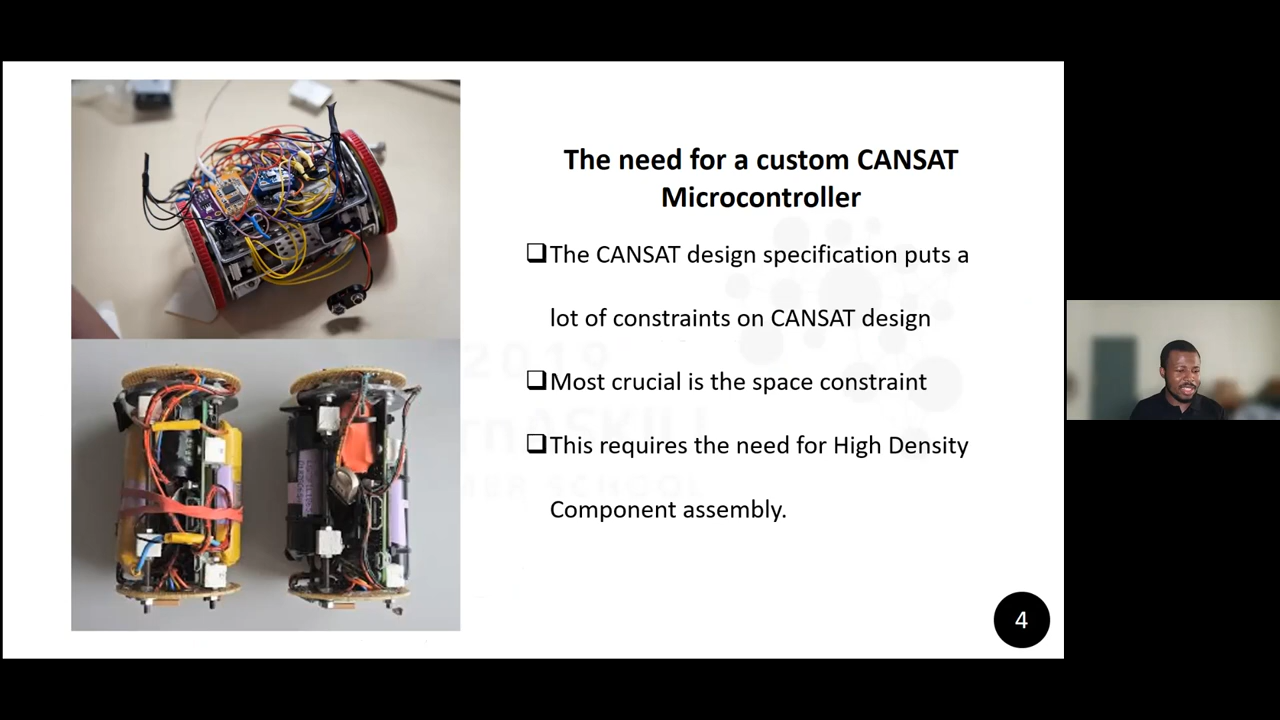 The need for a custom CANSAT
Microcontroller
❑The CANSAT design specification puts a
lot of constraints on CANSAT design
❑Most crucial is the space constraint
❑This requires the need for High Density
Component assembly.
4